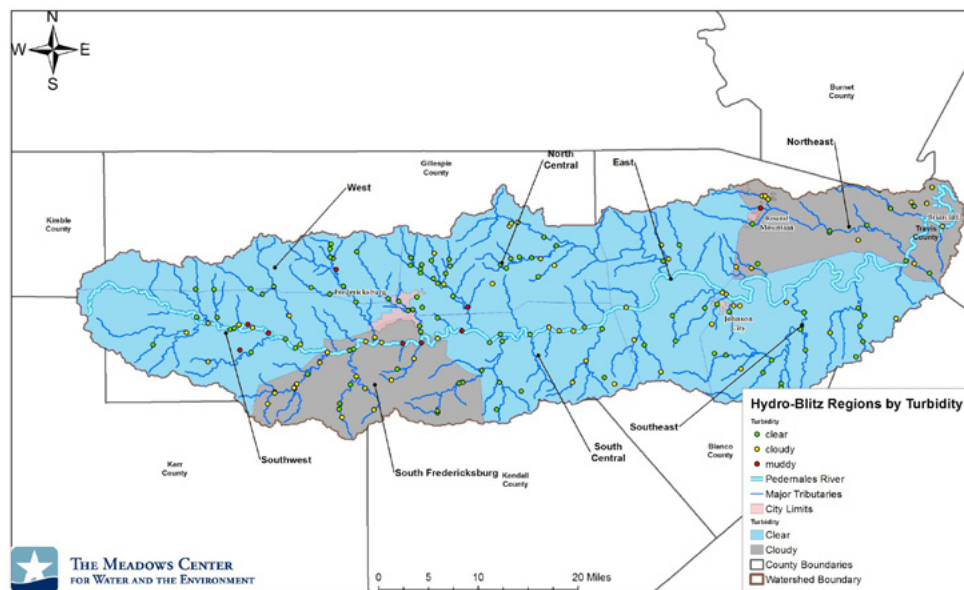 N
W E
S
Burnet
County
Northeast
North
Central
East
Gillespie
County
West
Kimble
County
Round
Mountain
Briarcliff
Travis
County
Fredericksburg
Johnson
City
Southeast
Blanco
County
South
Central
Kendall
County
South Fredericksburg
Southwest
Kerr
County
Hydro-Blitz Regions by Turbidity
Turbidity
clear
cloudy
muddy
Pedernales River
Major Tributaries
City Limits
Turbidity
Clear
Cloudy
County Boundaries
Watershed Boundary
THE MEADOWS CENTER
FOR WATER AND THE ENVIRONMENT
0 5 10 20 Miles